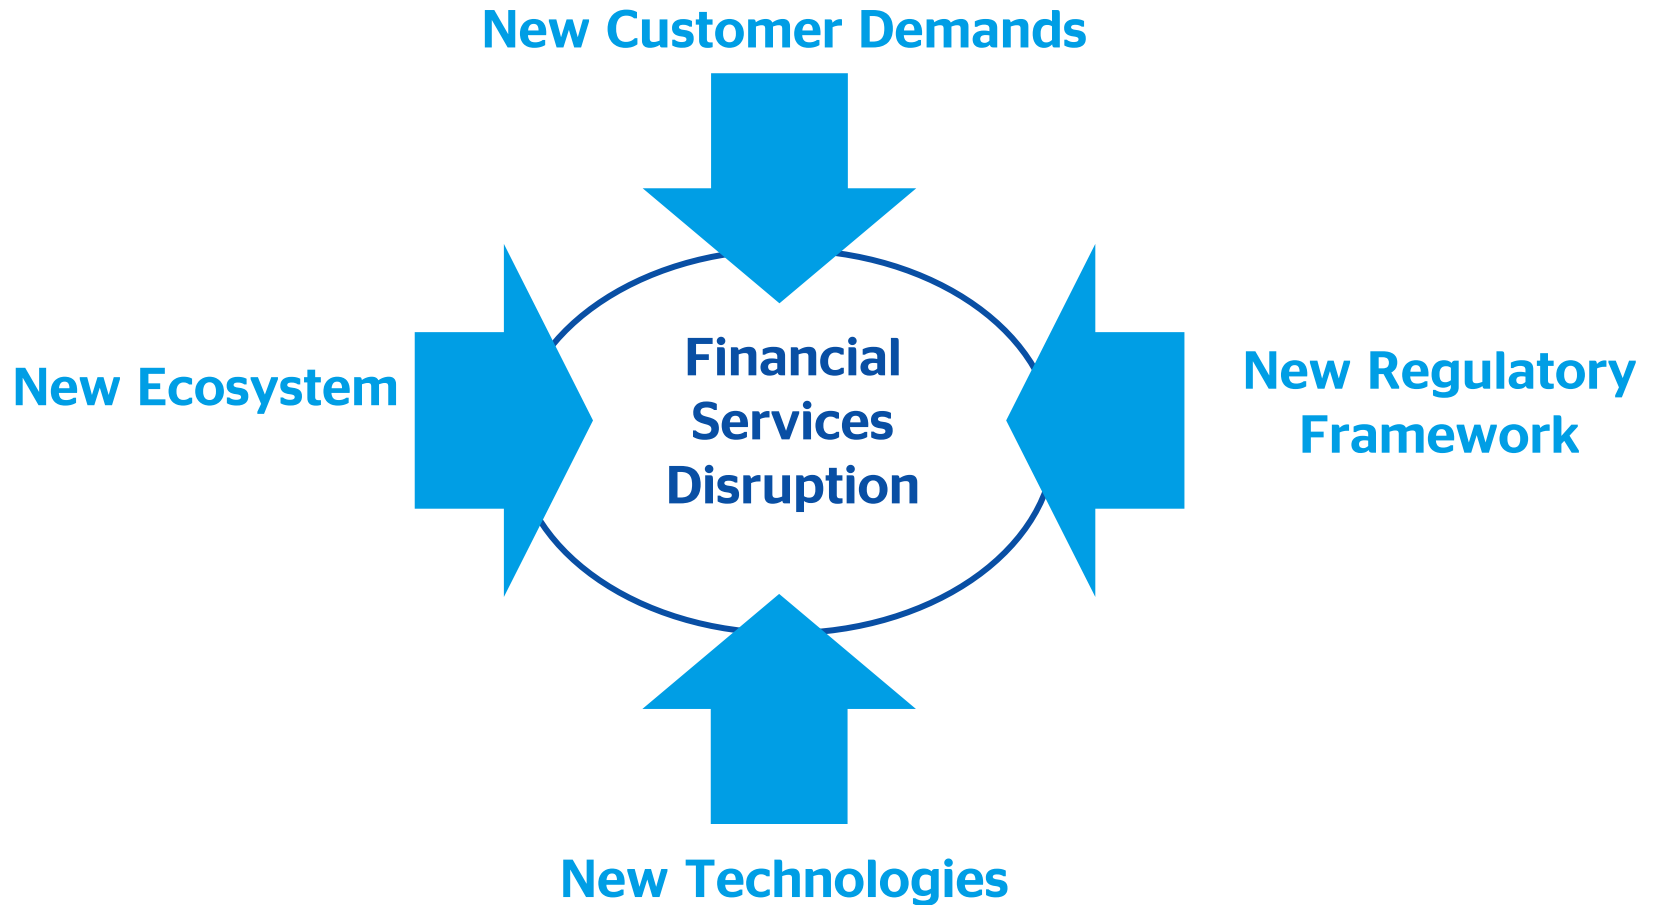 New Customer Demands
Financial
Services
Disruption
New Ecosystem
New Regulatory
Framework
New Technologies